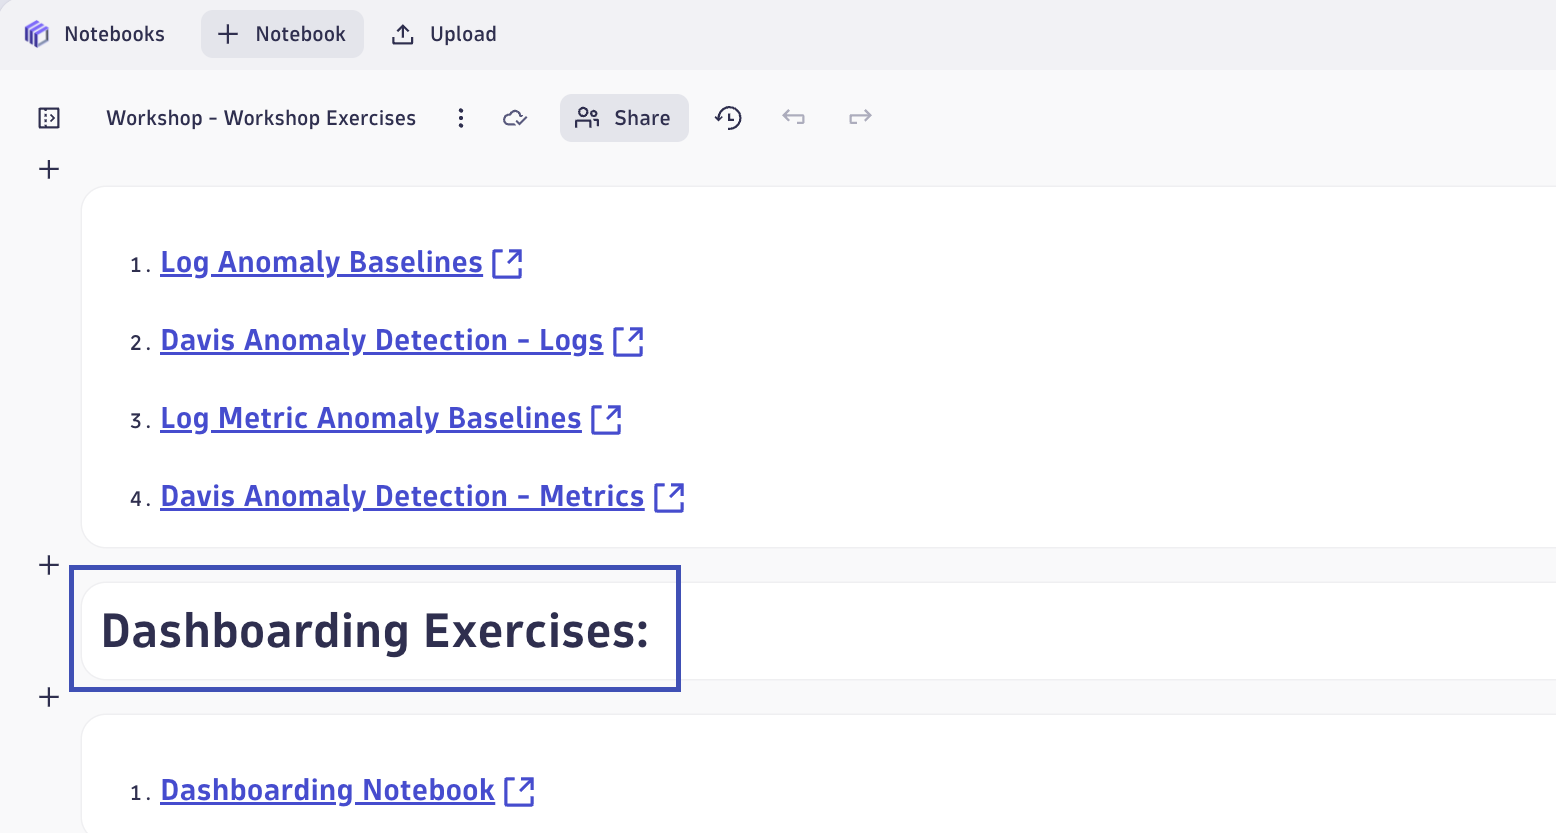 Notebooks
Notebook
Upload
Workshop - Workshop Exercises
Share
1. Log Anomaly Baselines
2. Davis Anomaly Detection - Logs
3. Log Metric Anomaly Baselines
4. Davis Anomaly Detection - Metrics
Dashboarding Exercises:
1. Dashboarding Notebook